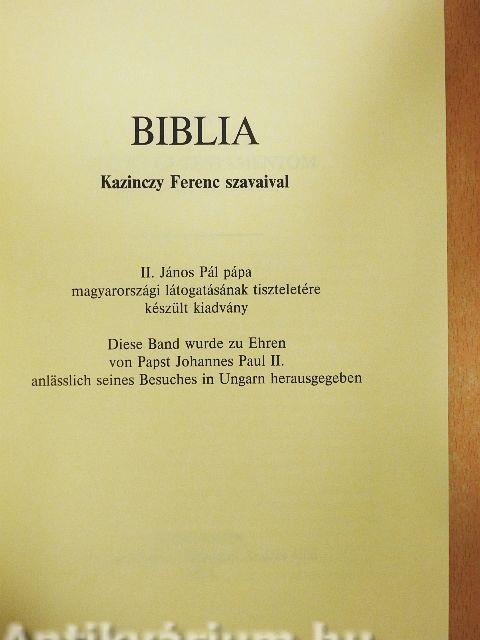 BIBLIA
Kazinczy Ferenc szavaival
II. János Pál pápa
magyarországi látogatásának tiszteletére
készült kiadvány
Diese Band wurde zu Ehren
von Papst Johannes Paul II.
anlässlich seines Besuches in Ungarn herausgegeben
Antikvárium.hu